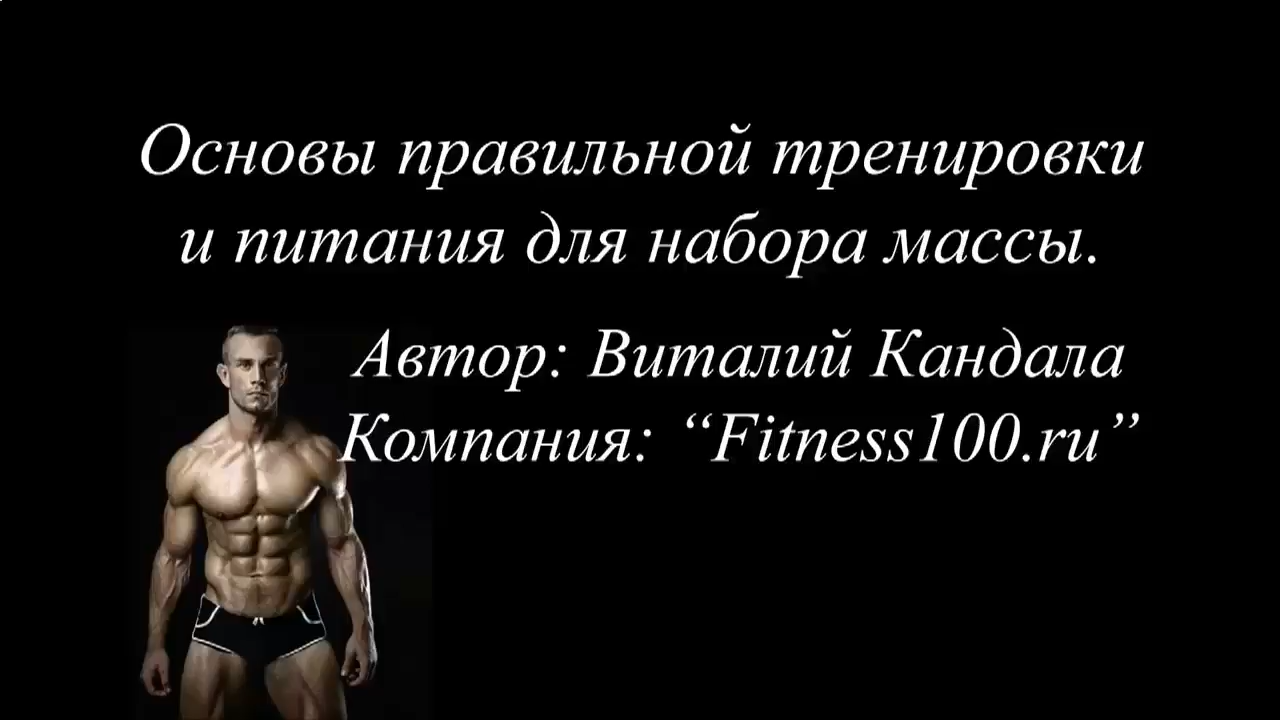 Основы правильной тренировки
и питания для набора массы.
Автор: Виталий Кандала
Компания: “Fitness100.ru”